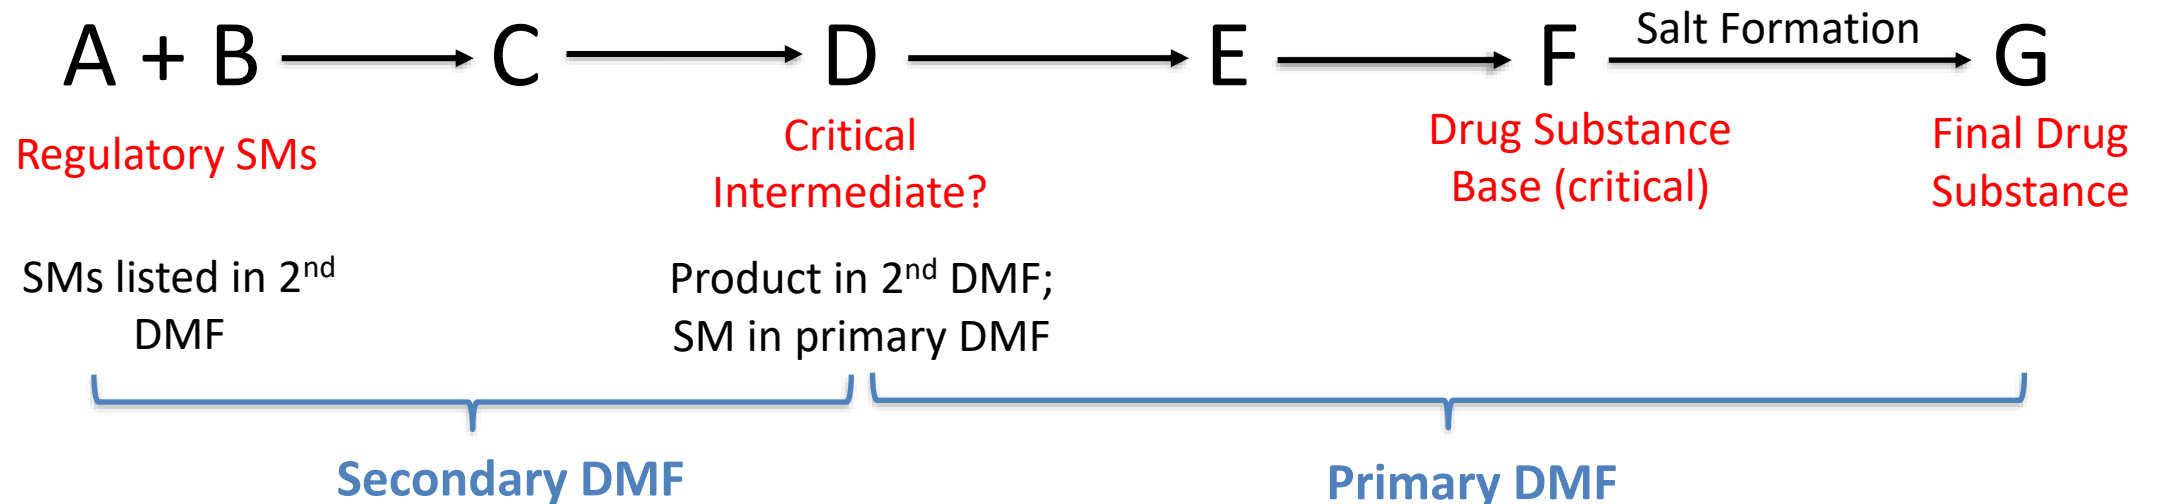 A + B C D E F Salt Formation G
Regulatory SMs
Critical
Intermediate?
Drug Substance
Base (critical)
Final Drug
Substance
SMs listed in 2nd
DMF
Product in 2nd DMF;
SM in primary DMF
Secondary DMF
Primary DMF